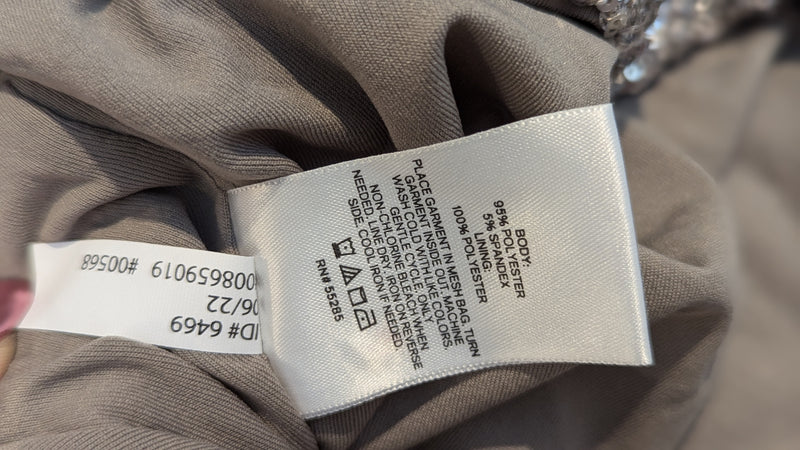 BODY:
95% POLYESTER
5% SPANDEX
LINING:
100% POLYESTER
PLACE GARMENT IN MESH BAG. TURN
GARMENT INSIDE OUT. MACHINE
WASH COLD WITH LIKE COLORS.
GENTLE CYCLE. ONLY
NON-CHLORINE BLEACH WHEN
NEEDED. LINE DRY. IRON ON REVERSE
SIDE. COOL IRON IF NEEDED.
RN# 55285
ID# 6469
06/22
008659019 #00568